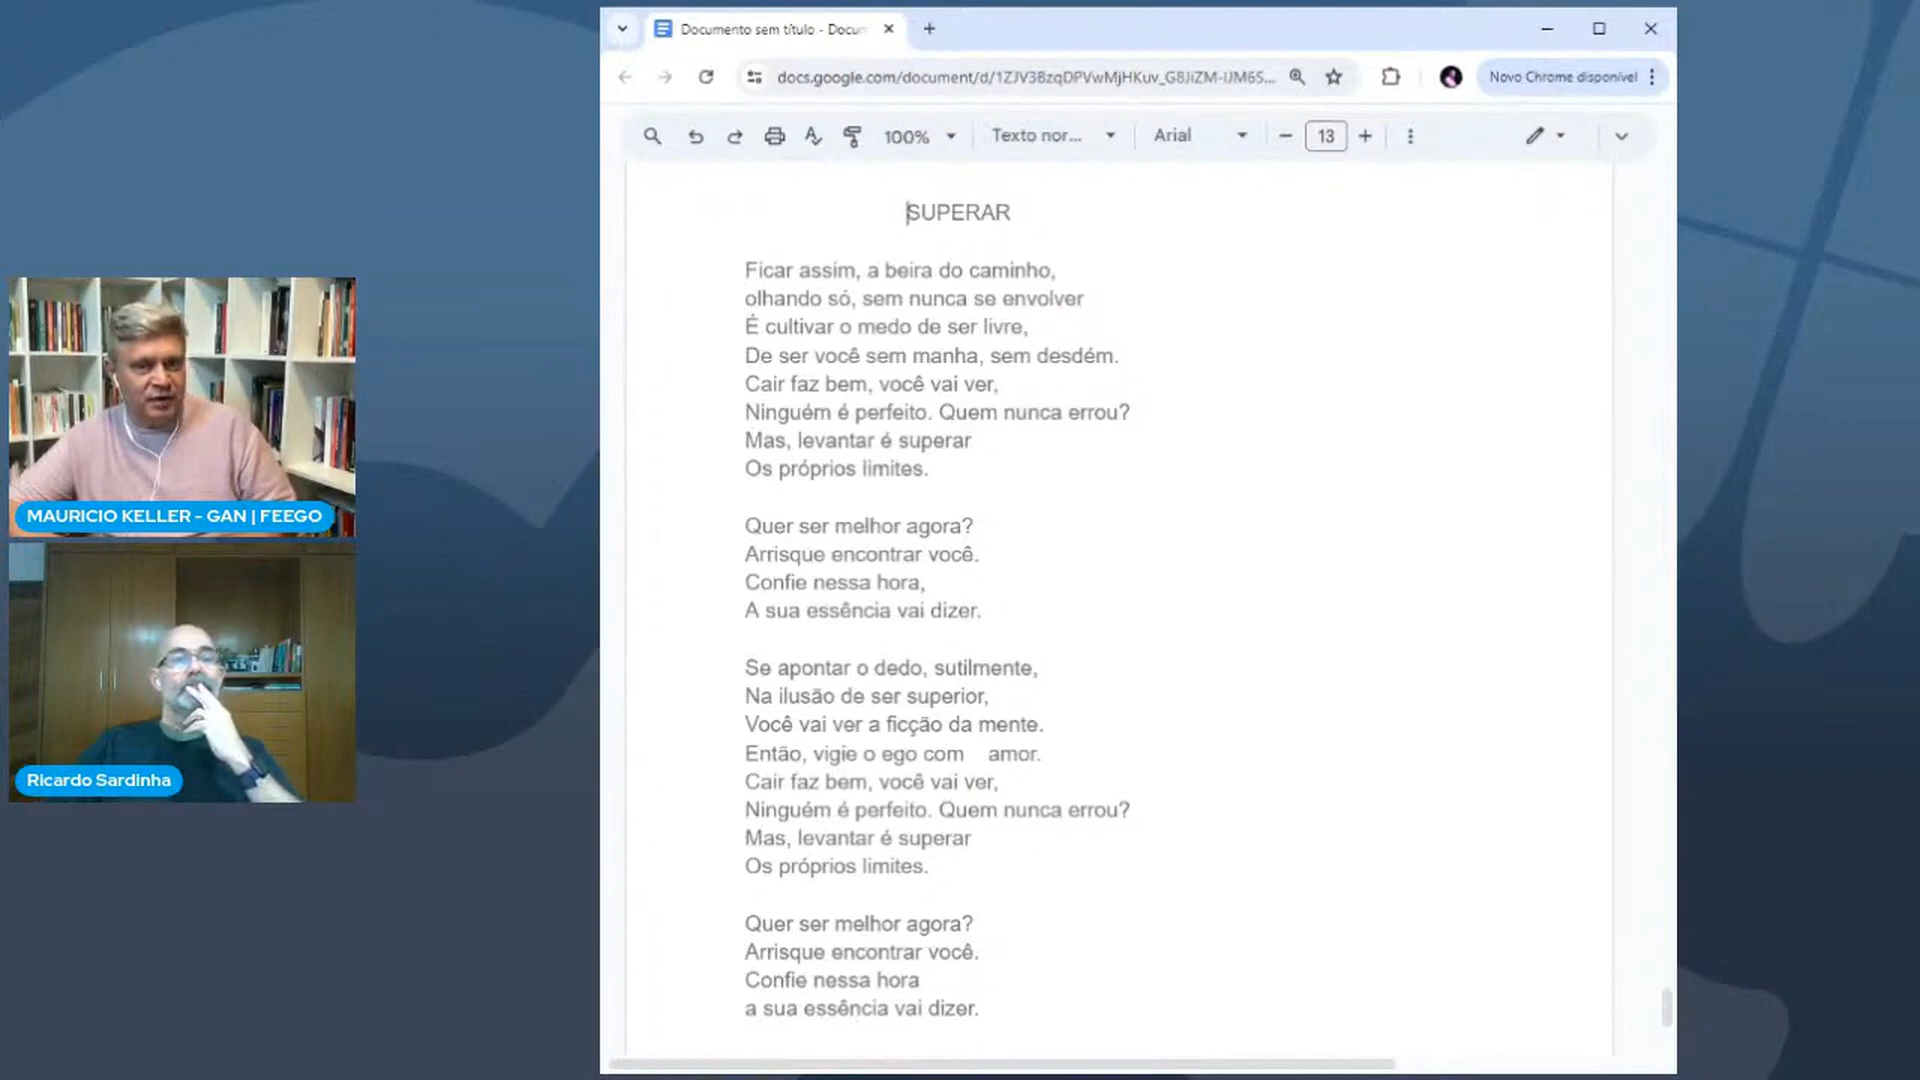 Documento sem título - Docum
docs.google.com/document/d/1ZJV38zqDPVwMjHKuv_G8JiZM-IJM6S...
Novo Chrome disponível
100%
Texto nor...
Arial
13
SUPERAR
Ficar assim, a beira do caminho,
olhando só, sem nunca se envolver
É cultivar o medo de ser livre,
De ser você sem manha, sem desdém.
Cair faz bem, você vai ver,
Ninguém é perfeito. Quem nunca errou?
Mas, levantar é superar
Os próprios limites.
Quer ser melhor agora?
Arrisque encontrar você.
Confie nessa hora,
A sua essência vai dizer.
Se apontar o dedo, sutilmente,
Na ilusão de ser superior,
Você vai ver a ficção da mente.
Então, vigie o ego com amor.
Cair faz bem, você vai ver,
Ninguém é perfeito. Quem nunca errou?
Mas, levantar é superar
Os próprios limites.
Quer ser melhor agora?
Arrisque encontrar você.
Confie nessa hora
a sua essência vai dizer.
MAURICIO KELLER - GAN | FEEGO
Ricardo Sardinha